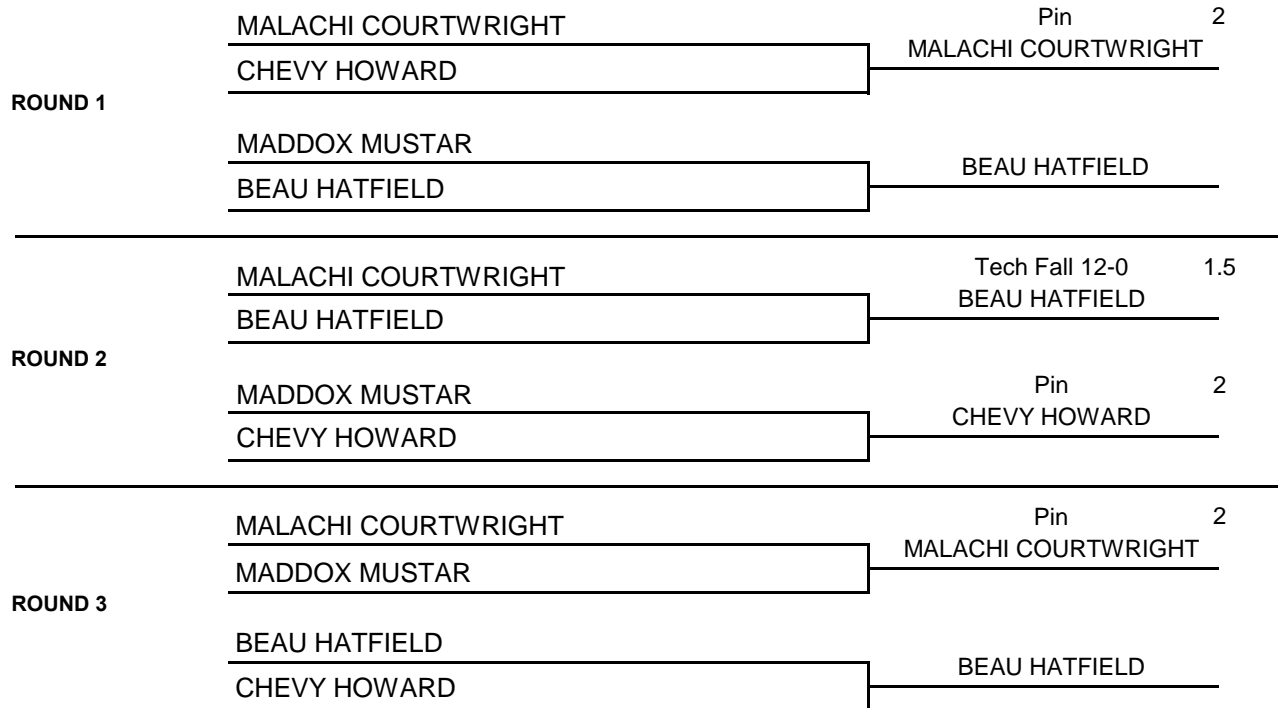 MALACHI COURTWRIGHT
Pin 2
MALACHI COURTWRIGHT
CHEVY HOWARD
ROUND 1
MADDOX MUSTAR
BEAU HATFIELD
BEAU HATFIELD
MALACHI COURTWRIGHT
Tech Fall 12-0 1.5
BEAU HATFIELD
BEAU HATFIELD
ROUND 2
MADDOX MUSTAR
Pin 2
CHEVY HOWARD
CHEVY HOWARD
MALACHI COURTWRIGHT
Pin 2
MALACHI COURTWRIGHT
MADDOX MUSTAR
ROUND 3
BEAU HATFIELD
BEAU HATFIELD
CHEVY HOWARD